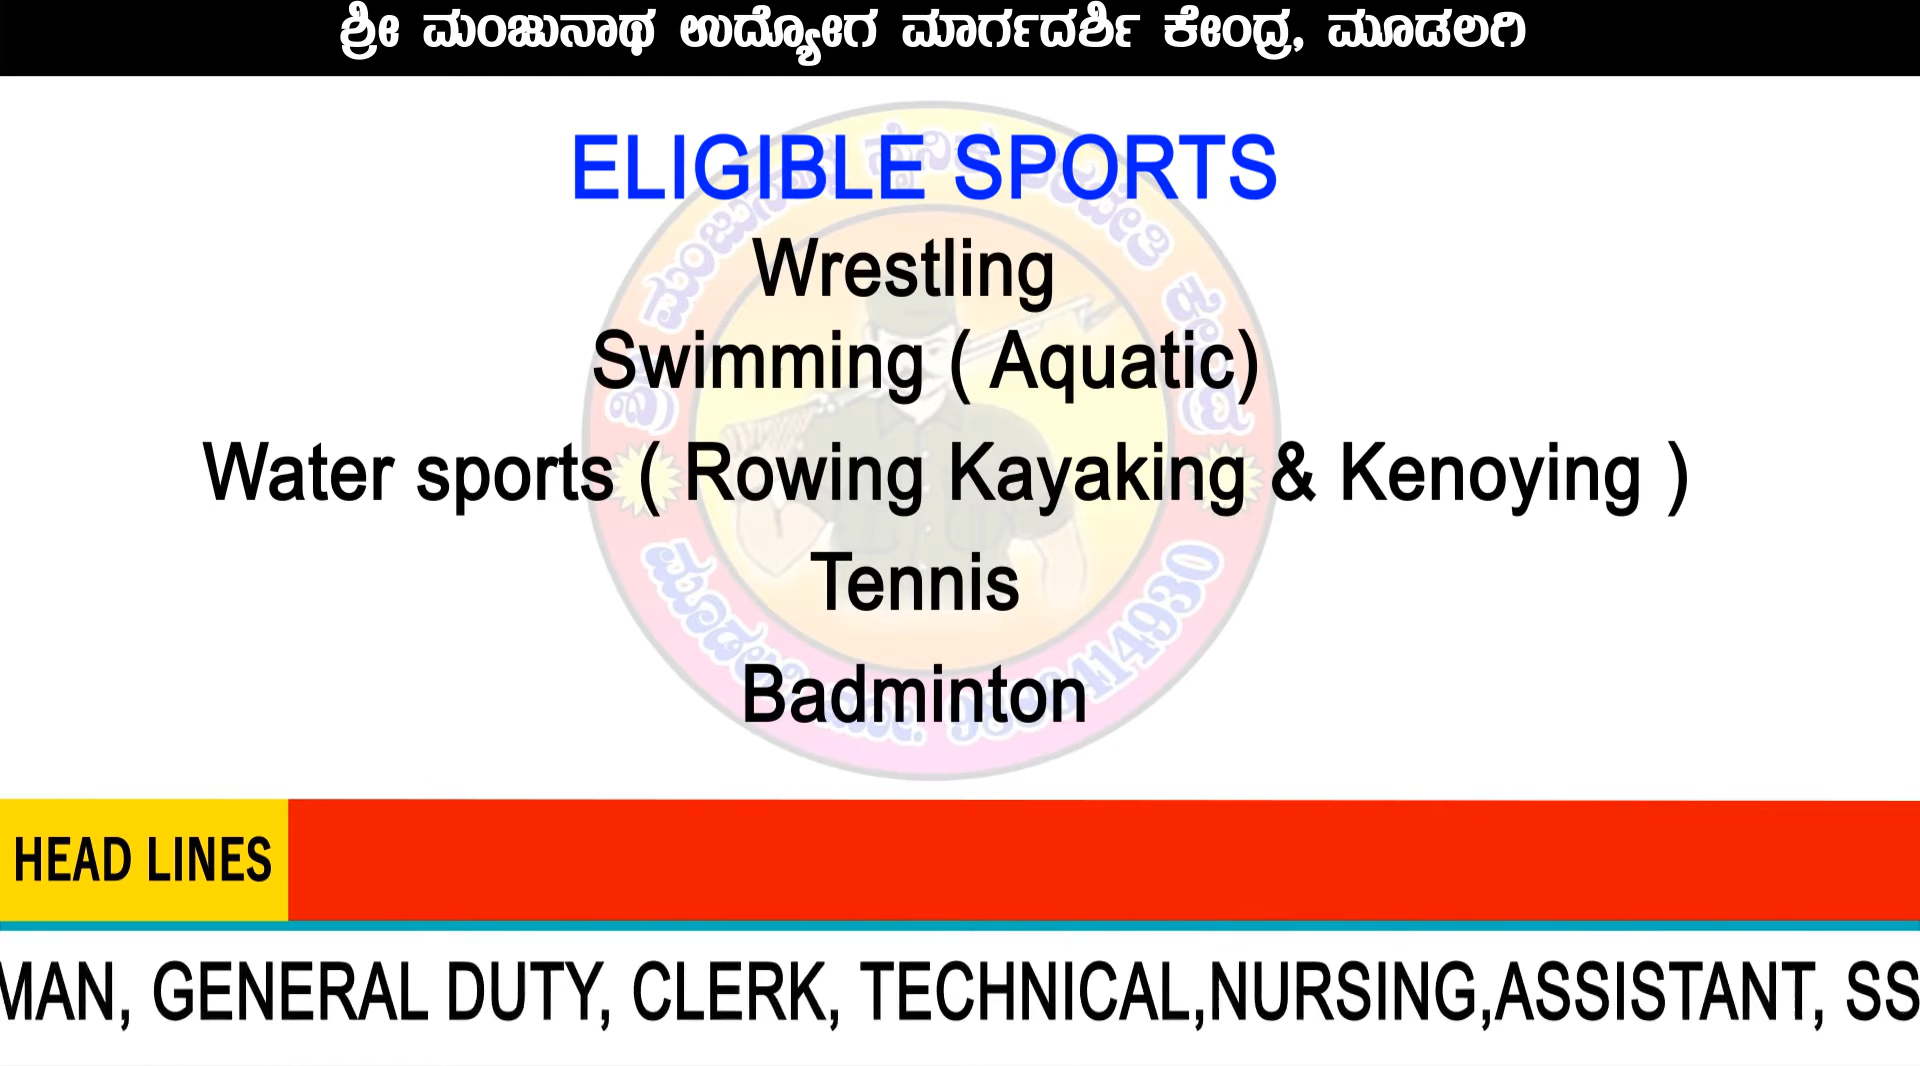 ಶ್ರೀ ಮಂಜುನಾಥ ಉದ್ಯೋಗ ಮಾರ್ಗದರ್ಶಿ ಕೇಂದ್ರ, ಮೂಡಲಗಿ
ELIGIBLE SPORTS
Wrestling
Swimming ( Aquatic)
Water sports ( Rowing Kayaking & Kenoying )
Tennis
Badminton
HEAD LINES
MAN, GENERAL DUTY, CLERK, TECHNICAL,NURSING,ASSISTANT, SS